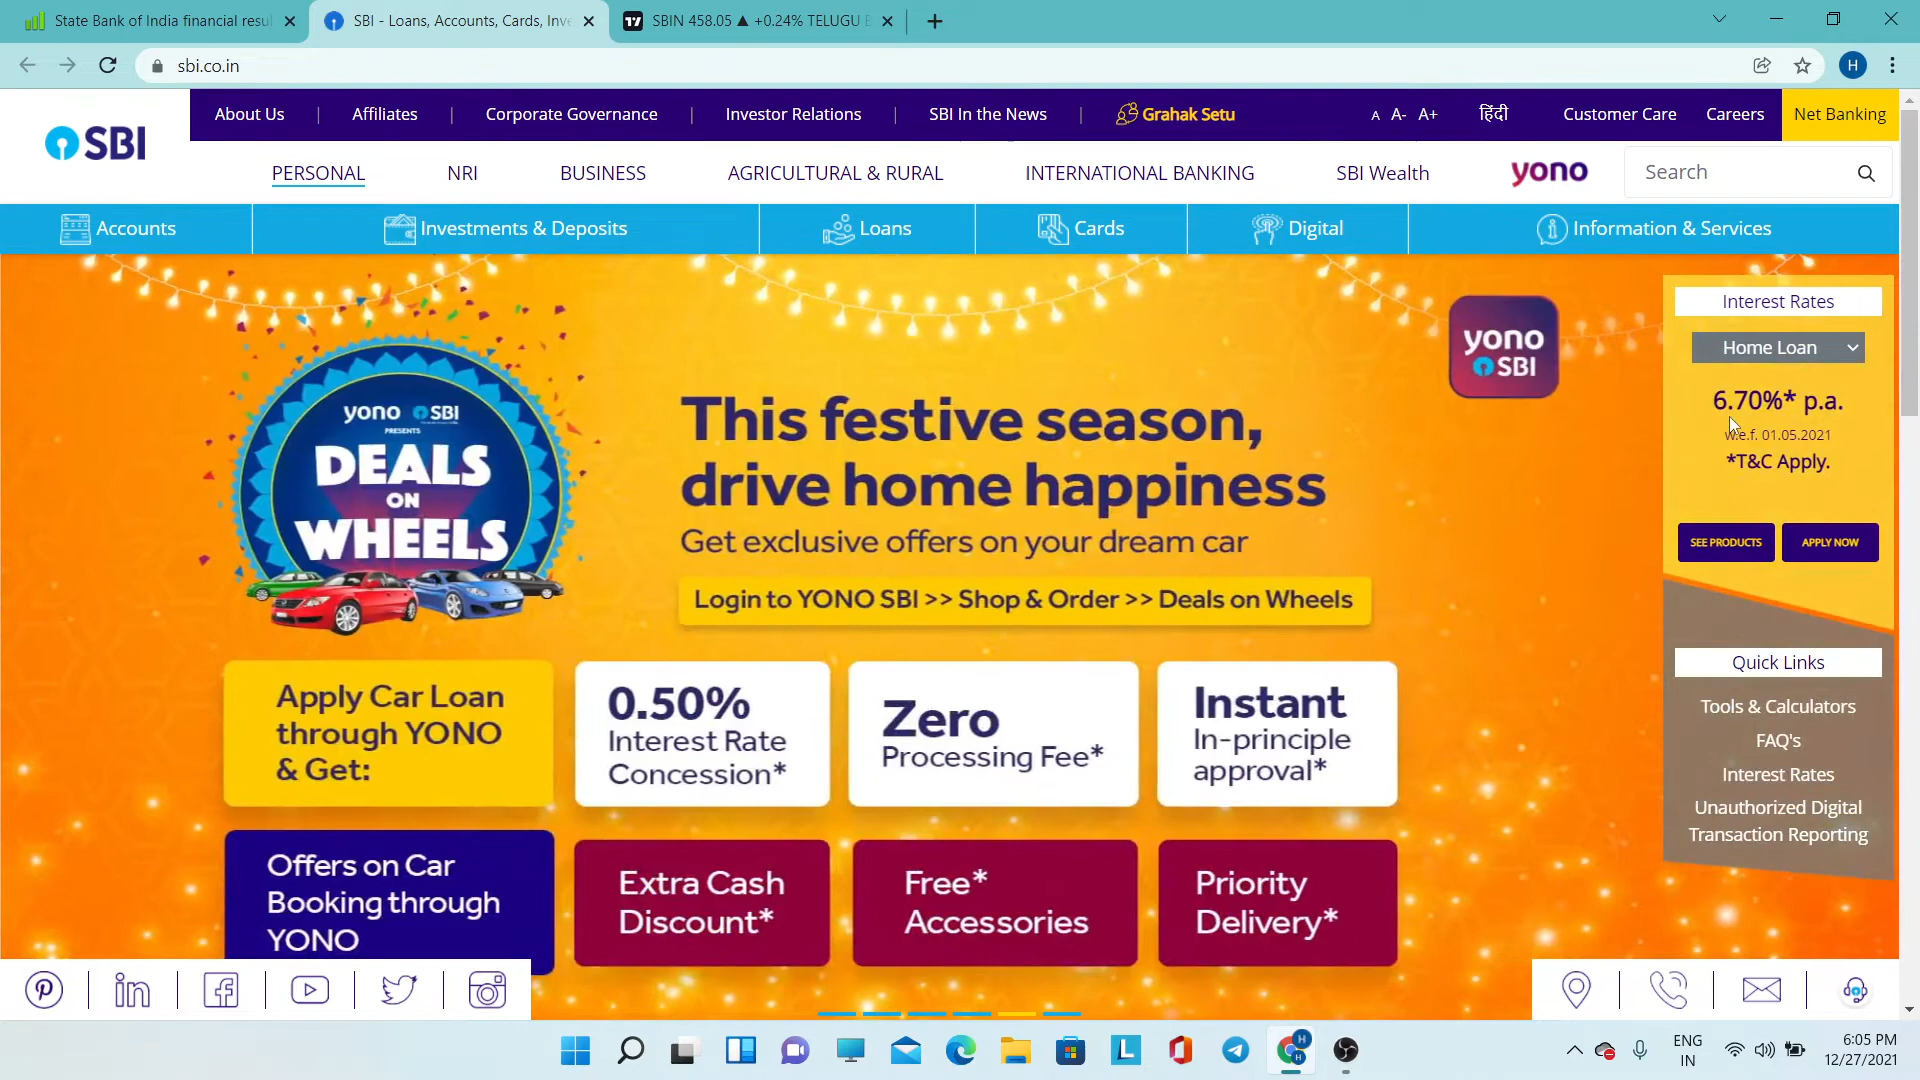 State Bank of India financial resu
SBI - Loans, Accounts, Cards, Inve
SBIN 458.05 ▲ +0.24% TELUGU B
sbi.co.in
H
SBI
About Us | Affiliates | Corporate Governance | Investor Relations | SBI In the News | Grahak Setu
A A- A+ हिंदी Customer Care Careers Net Banking
PERSONAL NRI BUSINESS AGRICULTURAL & RURAL INTERNATIONAL BANKING SBI Wealth yono Search
Accounts Investments & Deposits Loans Cards Digital Information & Services
yono SBI
PRESENTS
DEALS
ON
WHEELS
This festive season,
drive home happiness
Get exclusive offers on your dream car
Login to YONO SBI >> Shop & Order >> Deals on Wheels
yono
SBI
Apply Car Loan
through YONO
& Get:
0.50%
Interest Rate
Concession*
Zero
Processing Fee*
Instant
In-principle
approval*
Offers on Car
Booking through
YONO
Extra Cash
Discount*
Free*
Accessories
Priority
Delivery*
Interest Rates
Home Loan
6.70%* p.a.
w.e.f. 01.05.2021
*T&C Apply.
SEE PRODUCTS APPLY NOW
Quick Links
Tools & Calculators
FAQ's
Interest Rates
Unauthorized Digital
Transaction Reporting
ENG
IN
6:05 PM
12/27/2021